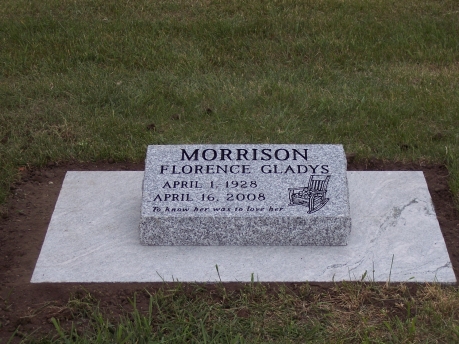 MORRISON
FLORENCE GLADYS
APRIL 1, 1928
APRIL 16, 2008
To know her was to love her.